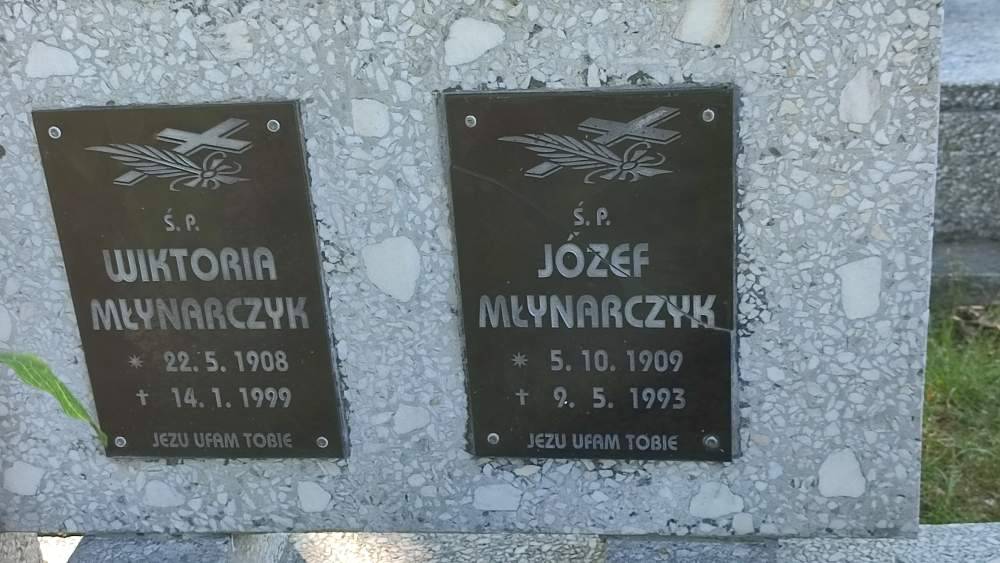 Ś. P.
WIKTORIA
MŁYNARCZYK
* 22. 5. 1908
† 14. 1. 1999
JEZU UFAM TOBIE
Ś. P.
JÓZEF
MŁYNARCZYK
* 5. 10. 1909
† 9. 5. 1993
JEZU UFAM TOBIE